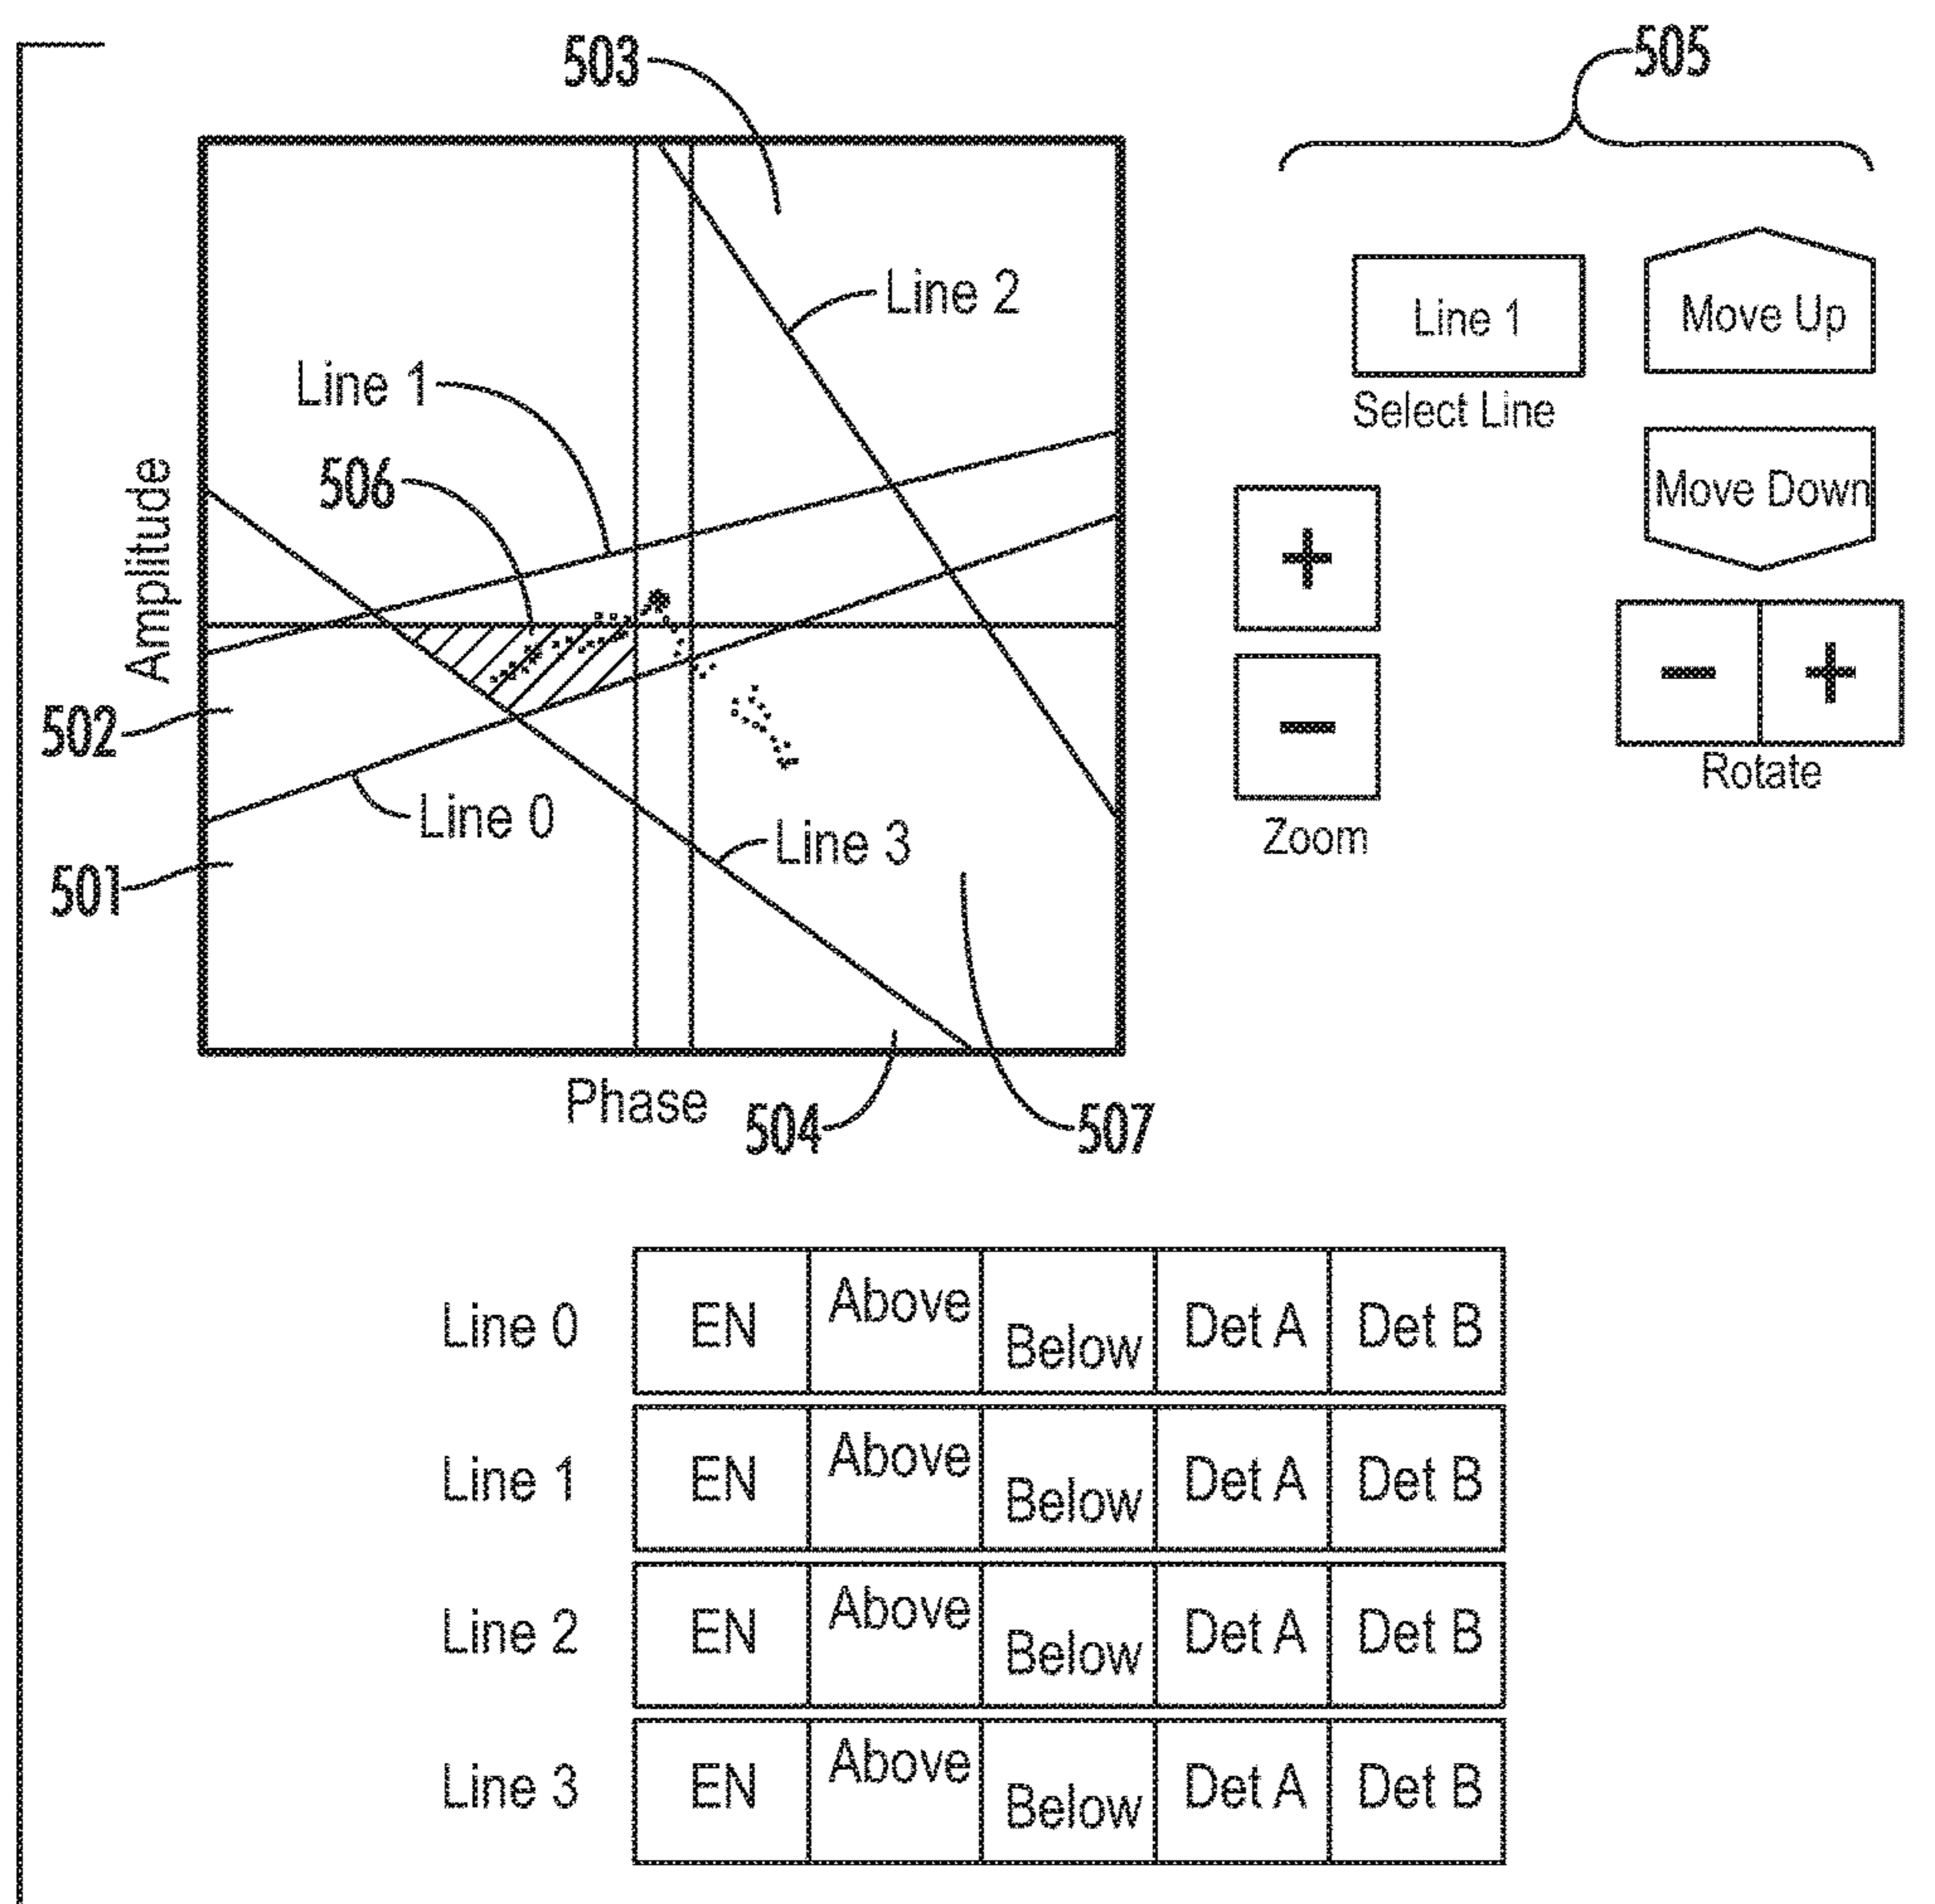 503
505
Line 2
Line 1
506
Amplitude
502
Line 0
Line 3
501
Phase
504
507
Line 1
Select Line
Move Up
Move Down
+
−
Zoom
− +
Rotate
Line 0 EN Above Below Det A Det B
Line 1 EN Above Below Det A Det B
Line 2 EN Above Below Det A Det B
Line 3 EN Above Below Det A Det B